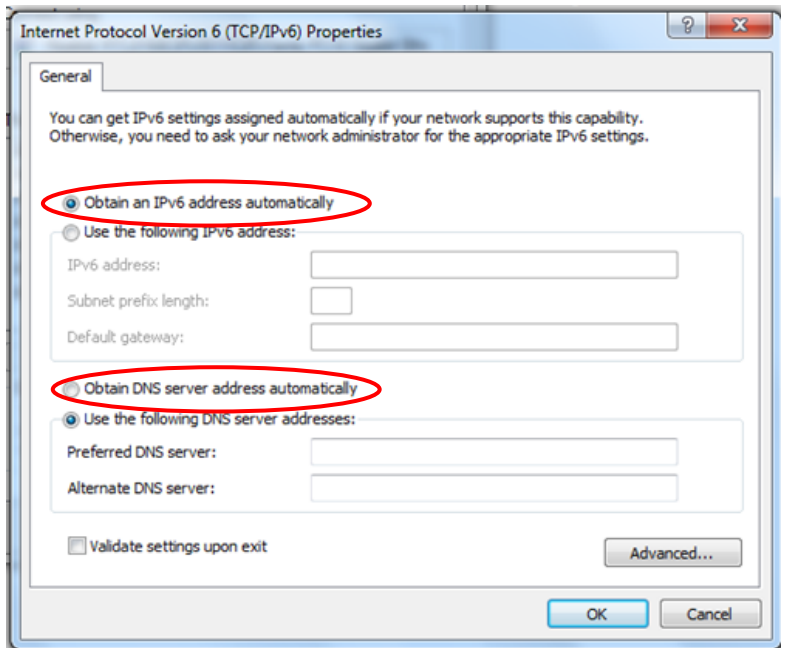 Internet Protocol Version 6 (TCP/IPv6) Properties
?
General
You can get IPv6 settings assigned automatically if your network supports this capability.
Otherwise, you need to ask your network administrator for the appropriate IPv6 settings.
Obtain an IPv6 address automatically
Use the following IPv6 address:
IPv6 address:
Subnet prefix length:
Default gateway:
Obtain DNS server address automatically
Use the following DNS server addresses:
Preferred DNS server:
Alternate DNS server:
Validate settings upon exit
Advanced...
OK Cancel